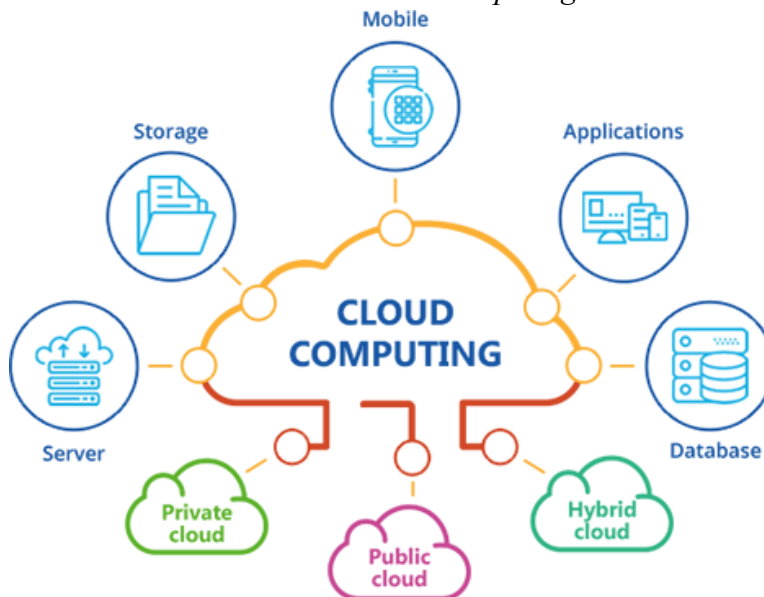 Mobile
Storage
Applications
CLOUD
COMPUTING
Server
Database
Private
cloud
Public
cloud
Hybrid
cloud